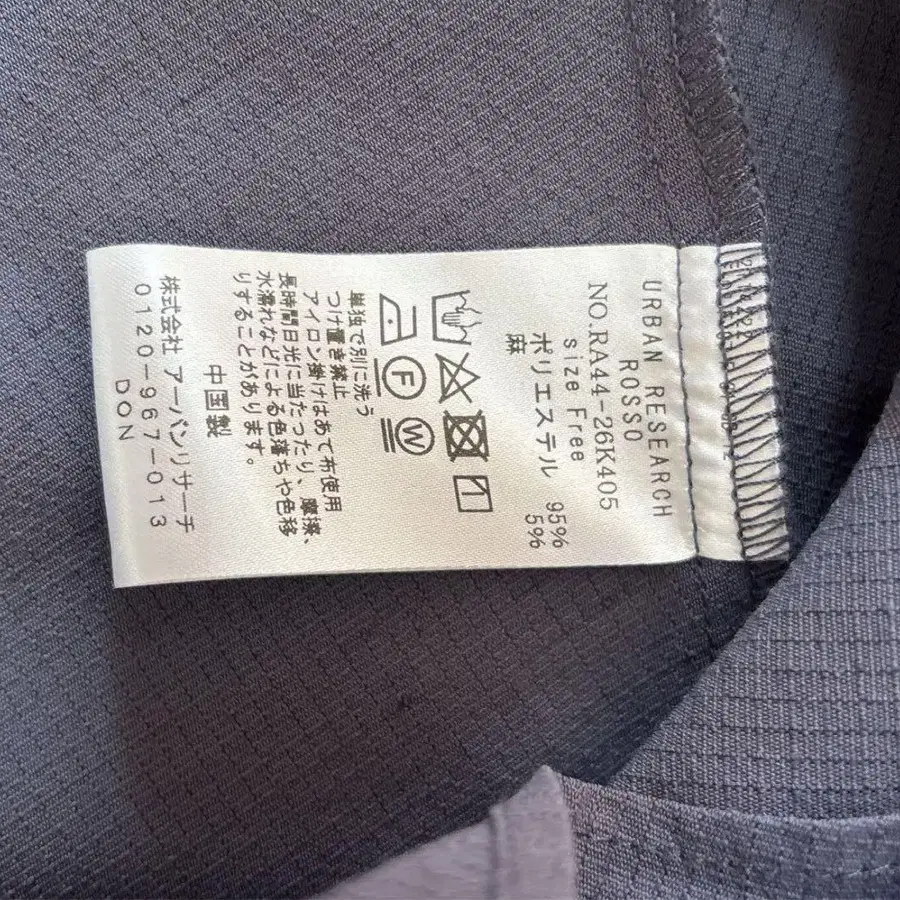 URBAN RESEARCH
ROSSO
NO.RA44-26K405
size Free
ポリエステル 95%
麻 5%
F
W
単独で別に洗う
つけ置き禁止
アイロン掛けはあて布使用
長時間日光に当たったり、摩擦、
水濡れなどによる色落ちや色移
りすることがあります。
中国製
株式会社 アーバンリサーチ
0120-967-013
DON